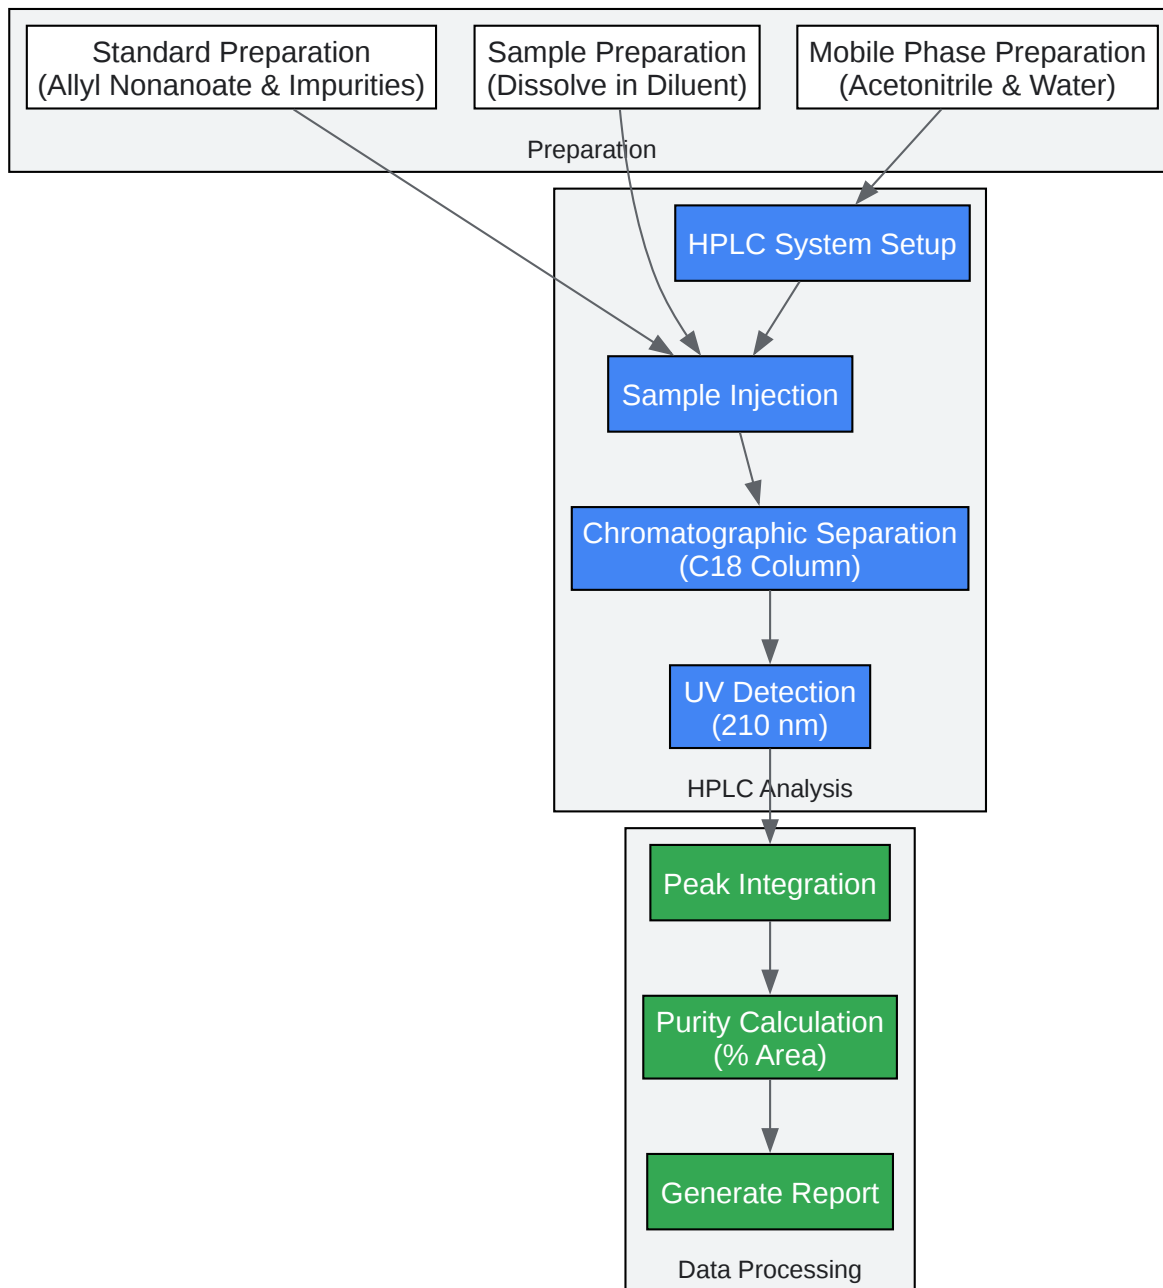 Standard Preparation
(Allyl Nonanoate & Impurities)
Sample Preparation
(Dissolve in Diluent)
Mobile Phase Preparation
(Acetonitrile & Water)
Preparation
HPLC System Setup
Sample Injection
Chromatographic Separation
(C18 Column)
UV Detection
(210 nm)
HPLC Analysis
Peak Integration
Purity Calculation
(% Area)
Generate Report
Data Processing